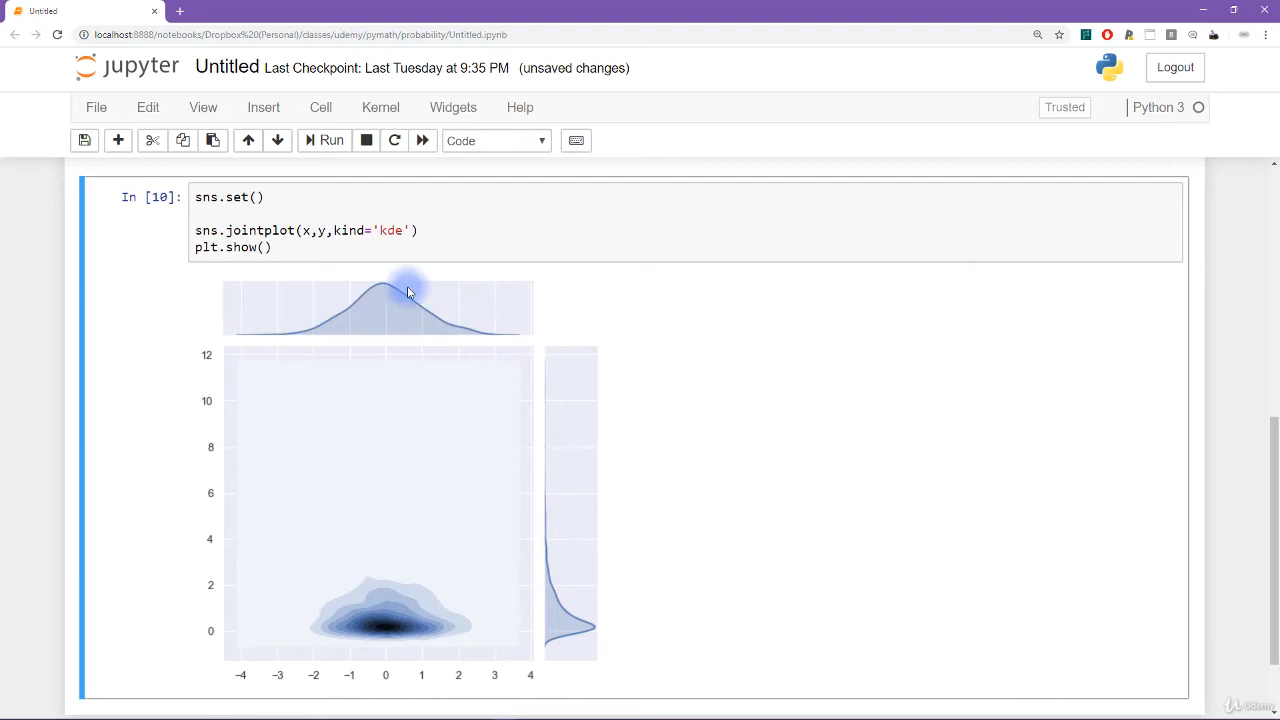 Untitled
localhost:8888/notebooks/Dropbox%20(Personal)/classes/udemy/pymath/probability/Untitled.ipynb
jupyter Untitled Last Checkpoint: Last Tuesday at 9:35 PM (unsaved changes) Logout
File Edit View Insert Cell Kernel Widgets Help Trusted Python 3
Run Code
In [10]: sns.set()
sns.jointplot(x,y,kind='kde')
plt.show()
12
10
8
6
4
2
0
−4 −3 −2 −1 0 1 2 3 4
Udemy